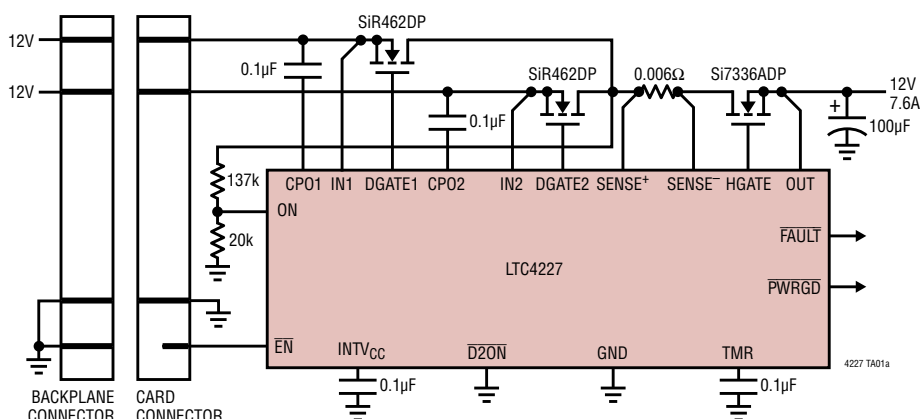 SiR462DP
12V
0.1µF
SiR462DP
0.006Ω
Si7336ADP
12V
12V
7.6A
0.1µF
+
100µF
137k
CPO1 IN1 DGATE1 CPO2 IN2 DGATE2 SENSE+ SENSE– HGATE OUT
ON
20k
FAULT
LTC4227
PWRGD
EN
INTVCC
D2ON
GND
TMR
4227 TA01a
0.1µF
0.1µF
BACKPLANE
CONNECTOR
CARD
CONNECTOR